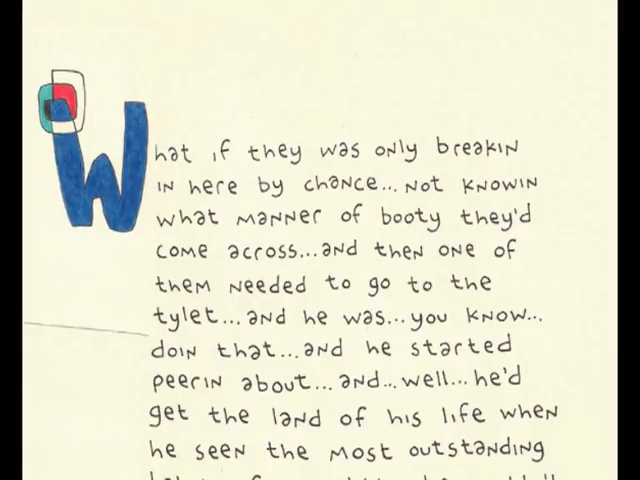 What if they was only breakin
in here by chance... not knowin
what manner of booty they'd
come across...and then one of
them needed to go to the
tylet...and he was...you know...
doin that...and he started
peerin about...and...well...he'd
get the land of his life when
he seen the most outstanding